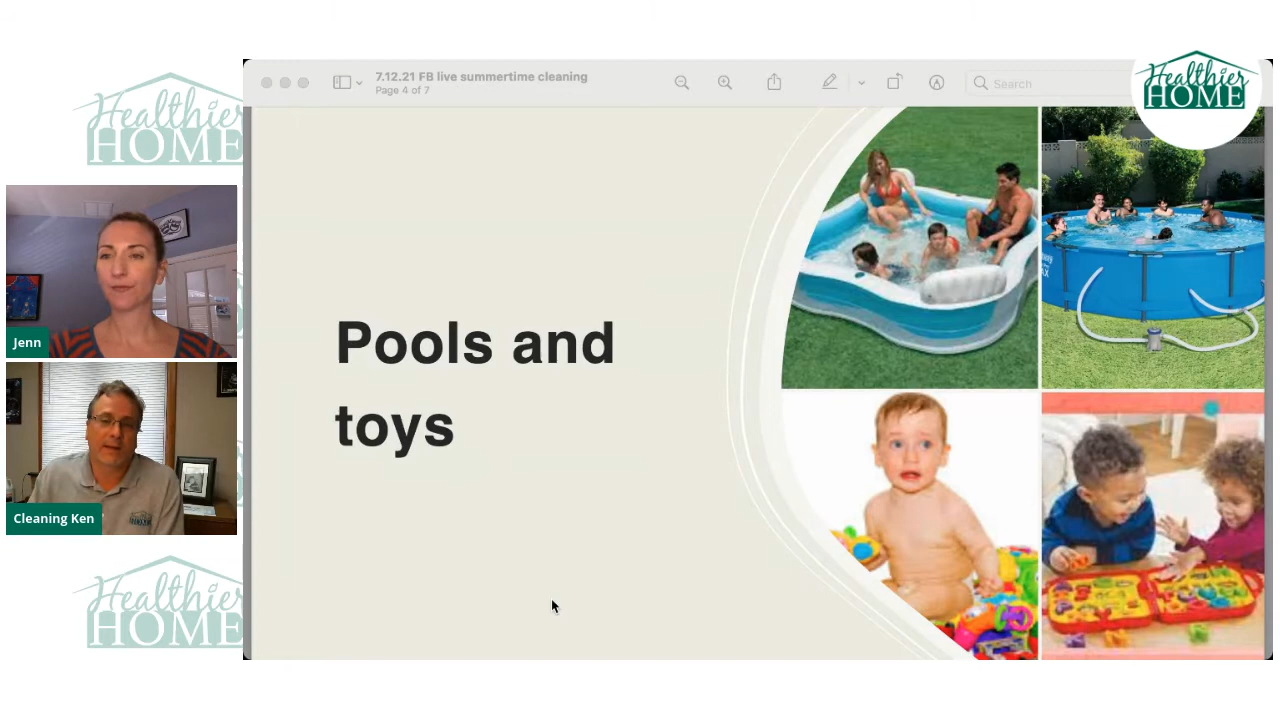 Healthier
HOME
7.12.21 FB live summertime cleaning
Page 4 of 7
Search
Healthier
HOME
Jenn
Pools and
toys
Cleaning Ken
Healthier
HOME